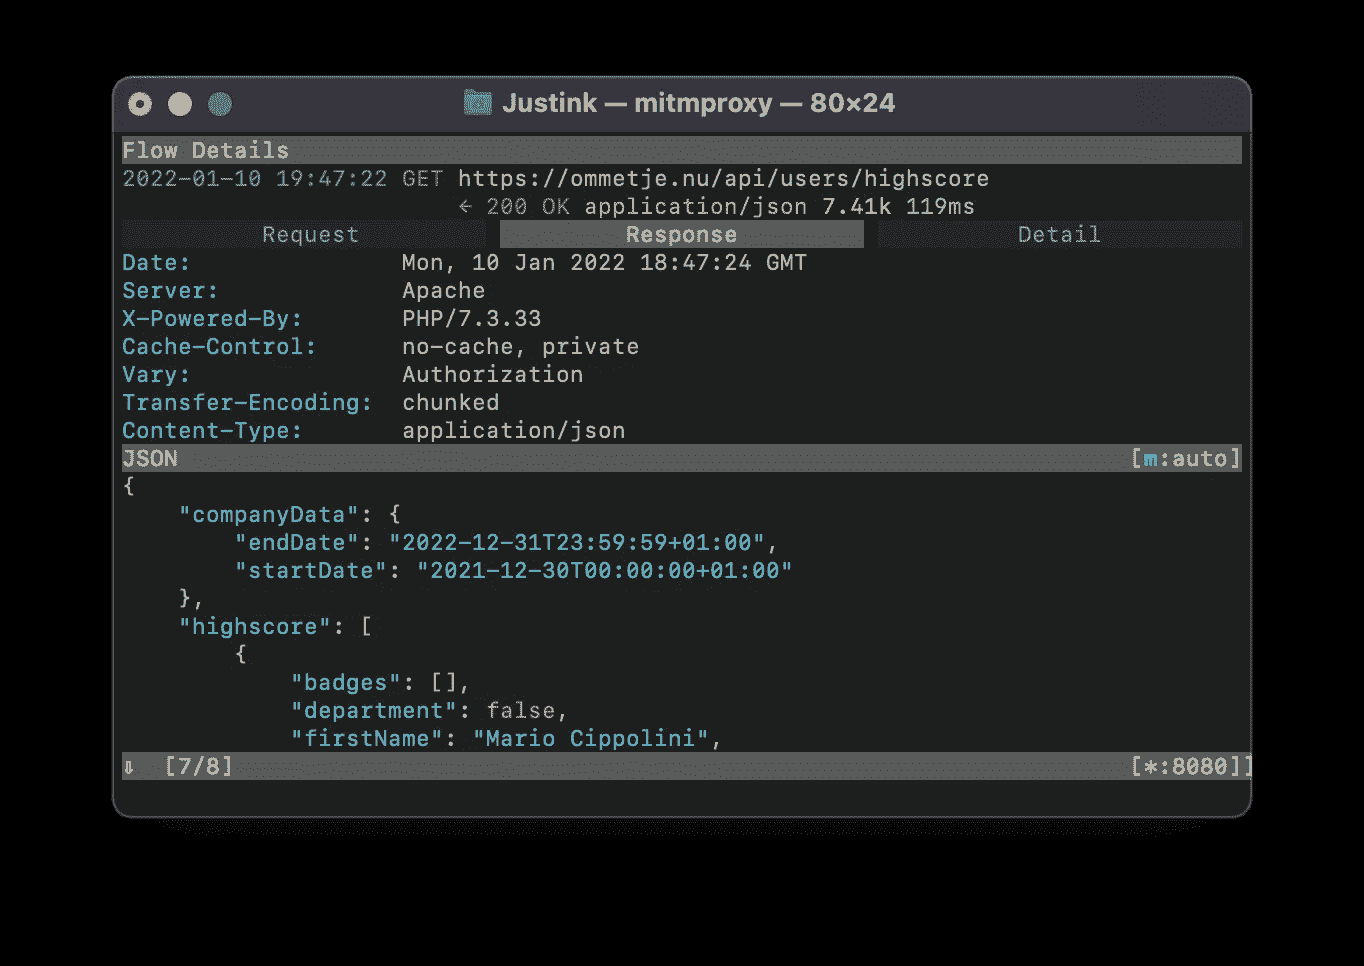 Justink — mitmproxy — 80×24
Flow Details
2022-01-10 19:47:22 GET https://ommetje.nu/api/users/highscore
← 200 OK application/json 7.41k 119ms
Request Response Detail
Date: Mon, 10 Jan 2022 18:47:24 GMT
Server: Apache
X-Powered-By: PHP/7.3.33
Cache-Control: no-cache, private
Vary: Authorization
Transfer-Encoding: chunked
Content-Type: application/json
JSON [m:auto]
{
    "companyData": {
        "endDate": "2022-12-31T23:59:59+01:00",
        "startDate": "2021-12-30T00:00:00+01:00"
    },
    "highscore": [
        {
            "badges": [],
            "department": false,
            "firstName": "Mario Cippolini",
⇩ [7/8] [*:8080]]